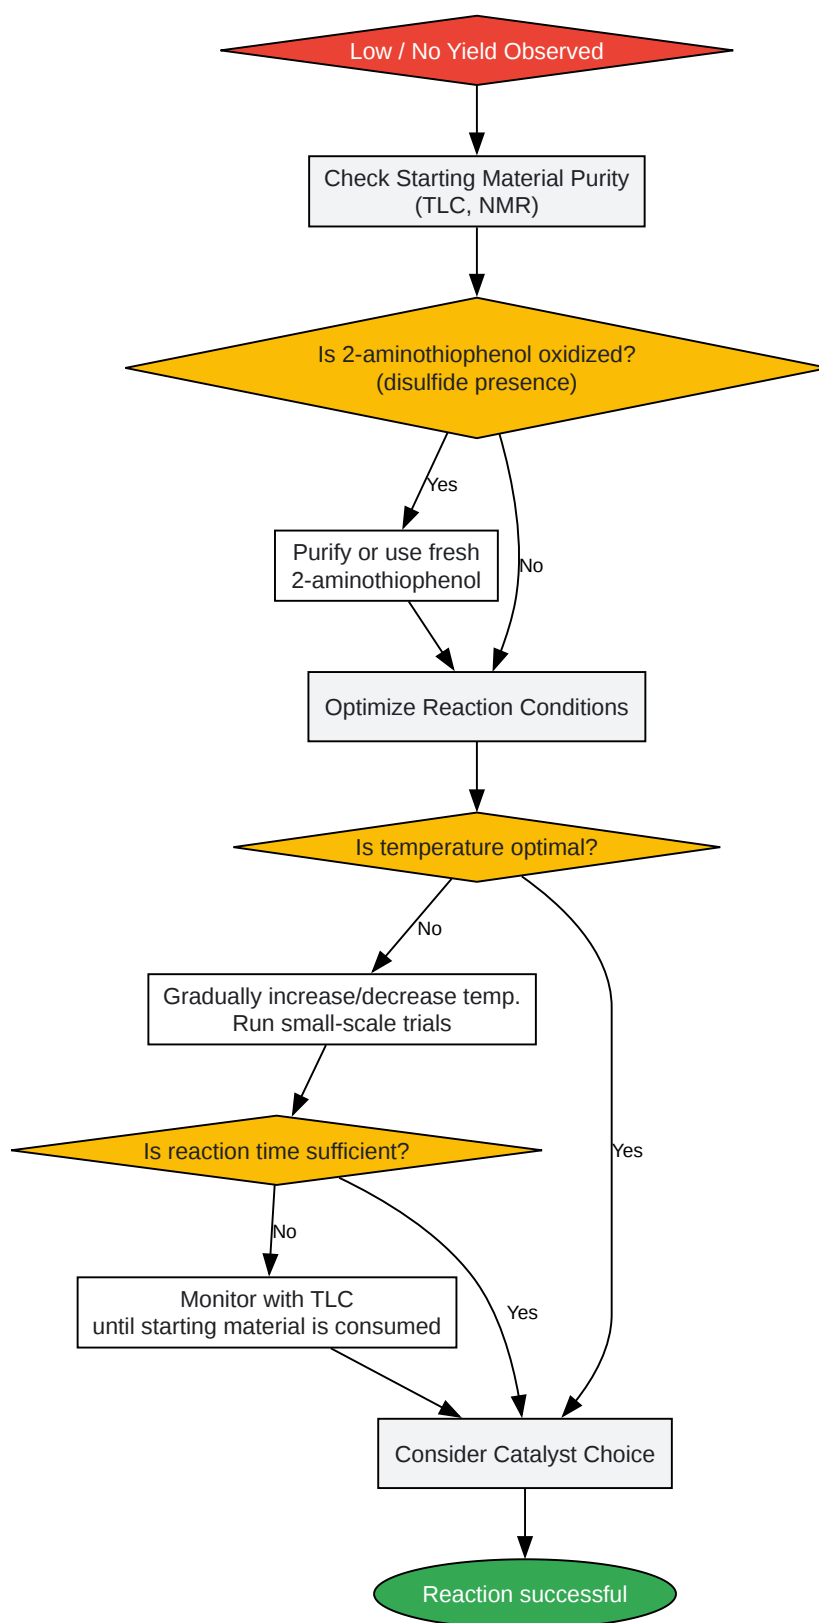 Low / No Yield Observed
Check Starting Material Purity
(TLC, NMR)
Is 2-aminothiophenol oxidized?
(disulfide presence)
Yes
Purify or use fresh
2-aminothiophenol
No
Optimize Reaction Conditions
Is temperature optimal?
No
Gradually increase/decrease temp.
Run small-scale trials
Is reaction time sufficient?
Yes
No
Monitor with TLC
until starting material is consumed
Yes
Consider Catalyst Choice
Reaction successful